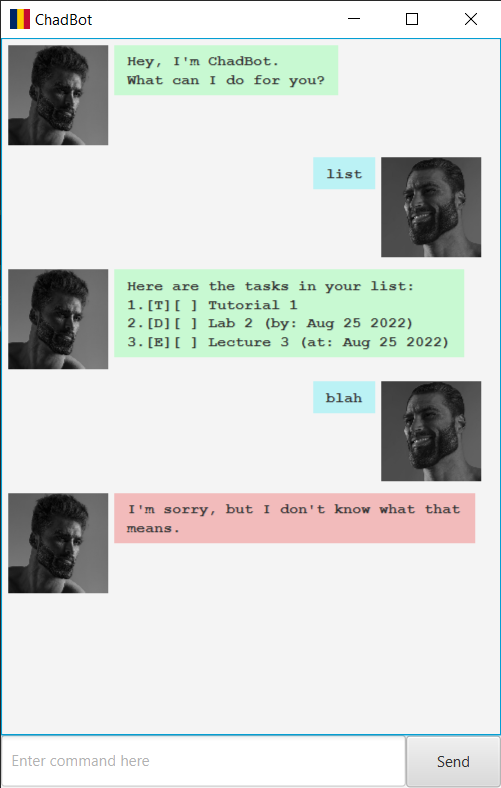 ChadBot
Hey, I'm ChadBot.
What can I do for you?
list
Here are the tasks in your list:
1.[T][ ] Tutorial 1
2.[D][ ] Lab 2 (by: Aug 25 2022)
3.[E][ ] Lecture 3 (at: Aug 25 2022)
blah
I'm sorry, but I don't know what that
means.
Enter command here
Send